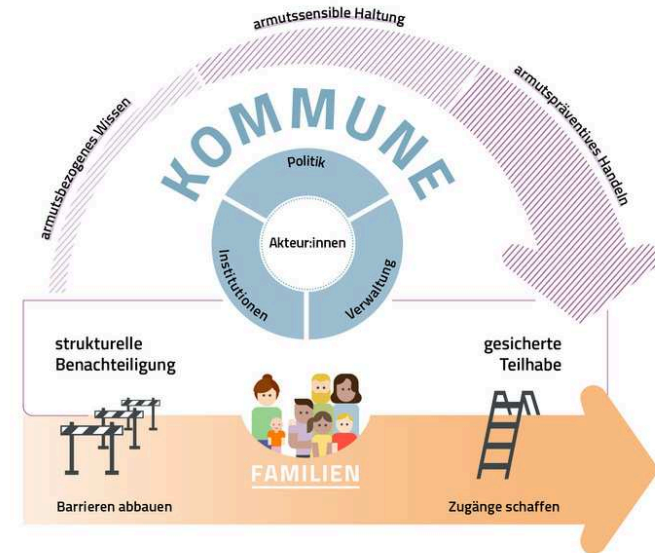 armutssensible Haltung
armutsbezogenes Wissen
armutspräventives Handeln
KOMMUNE
Politik
Akteur:innen
Institutionen
Verwaltung
strukturelle
Benachteiligung
gesicherte
Teilhabe
FAMILIEN
Barrieren abbauen
Zugänge schaffen